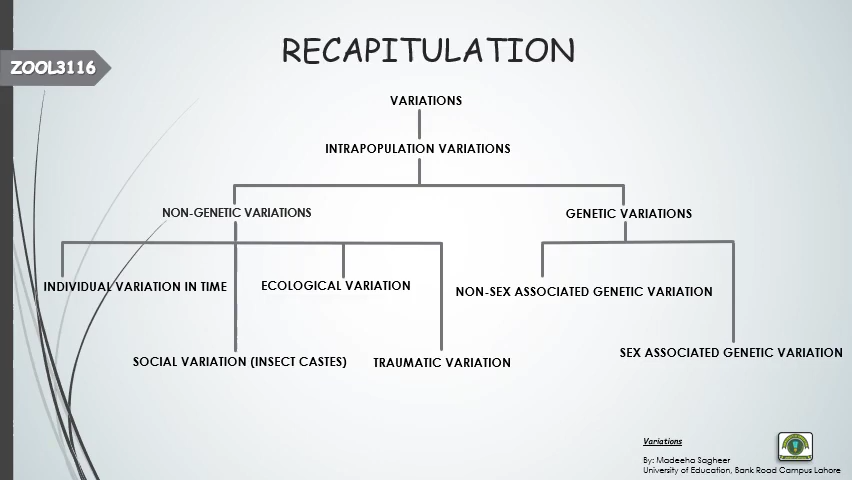 RECAPITULATION
ZOOL3116
VARIATIONS
INTRAPOPULATION VARIATIONS
NON-GENETIC VARIATIONS
GENETIC VARIATIONS
INDIVIDUAL VARIATION IN TIME
ECOLOGICAL VARIATION
NON-SEX ASSOCIATED GENETIC VARIATION
SOCIAL VARIATION (INSECT CASTES)
TRAUMATIC VARIATION
SEX ASSOCIATED GENETIC VARIATION
Variations
By: Madeeha Sagheer
University of Education, Bank Road Campus Lahore